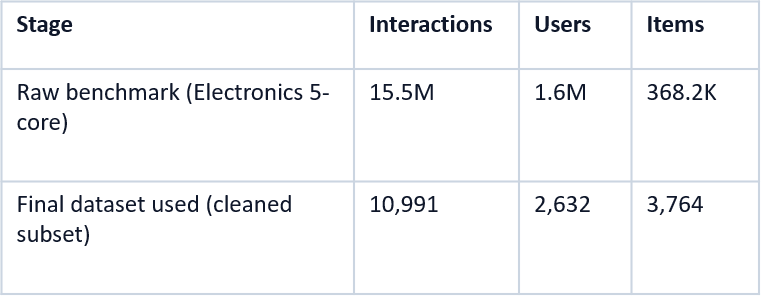 Stage Interactions Users Items
Raw benchmark (Electronics 5- 15.5M 1.6M 368.2K
core)
Final dataset used (cleaned 10,991 2,632 3,764
subset)